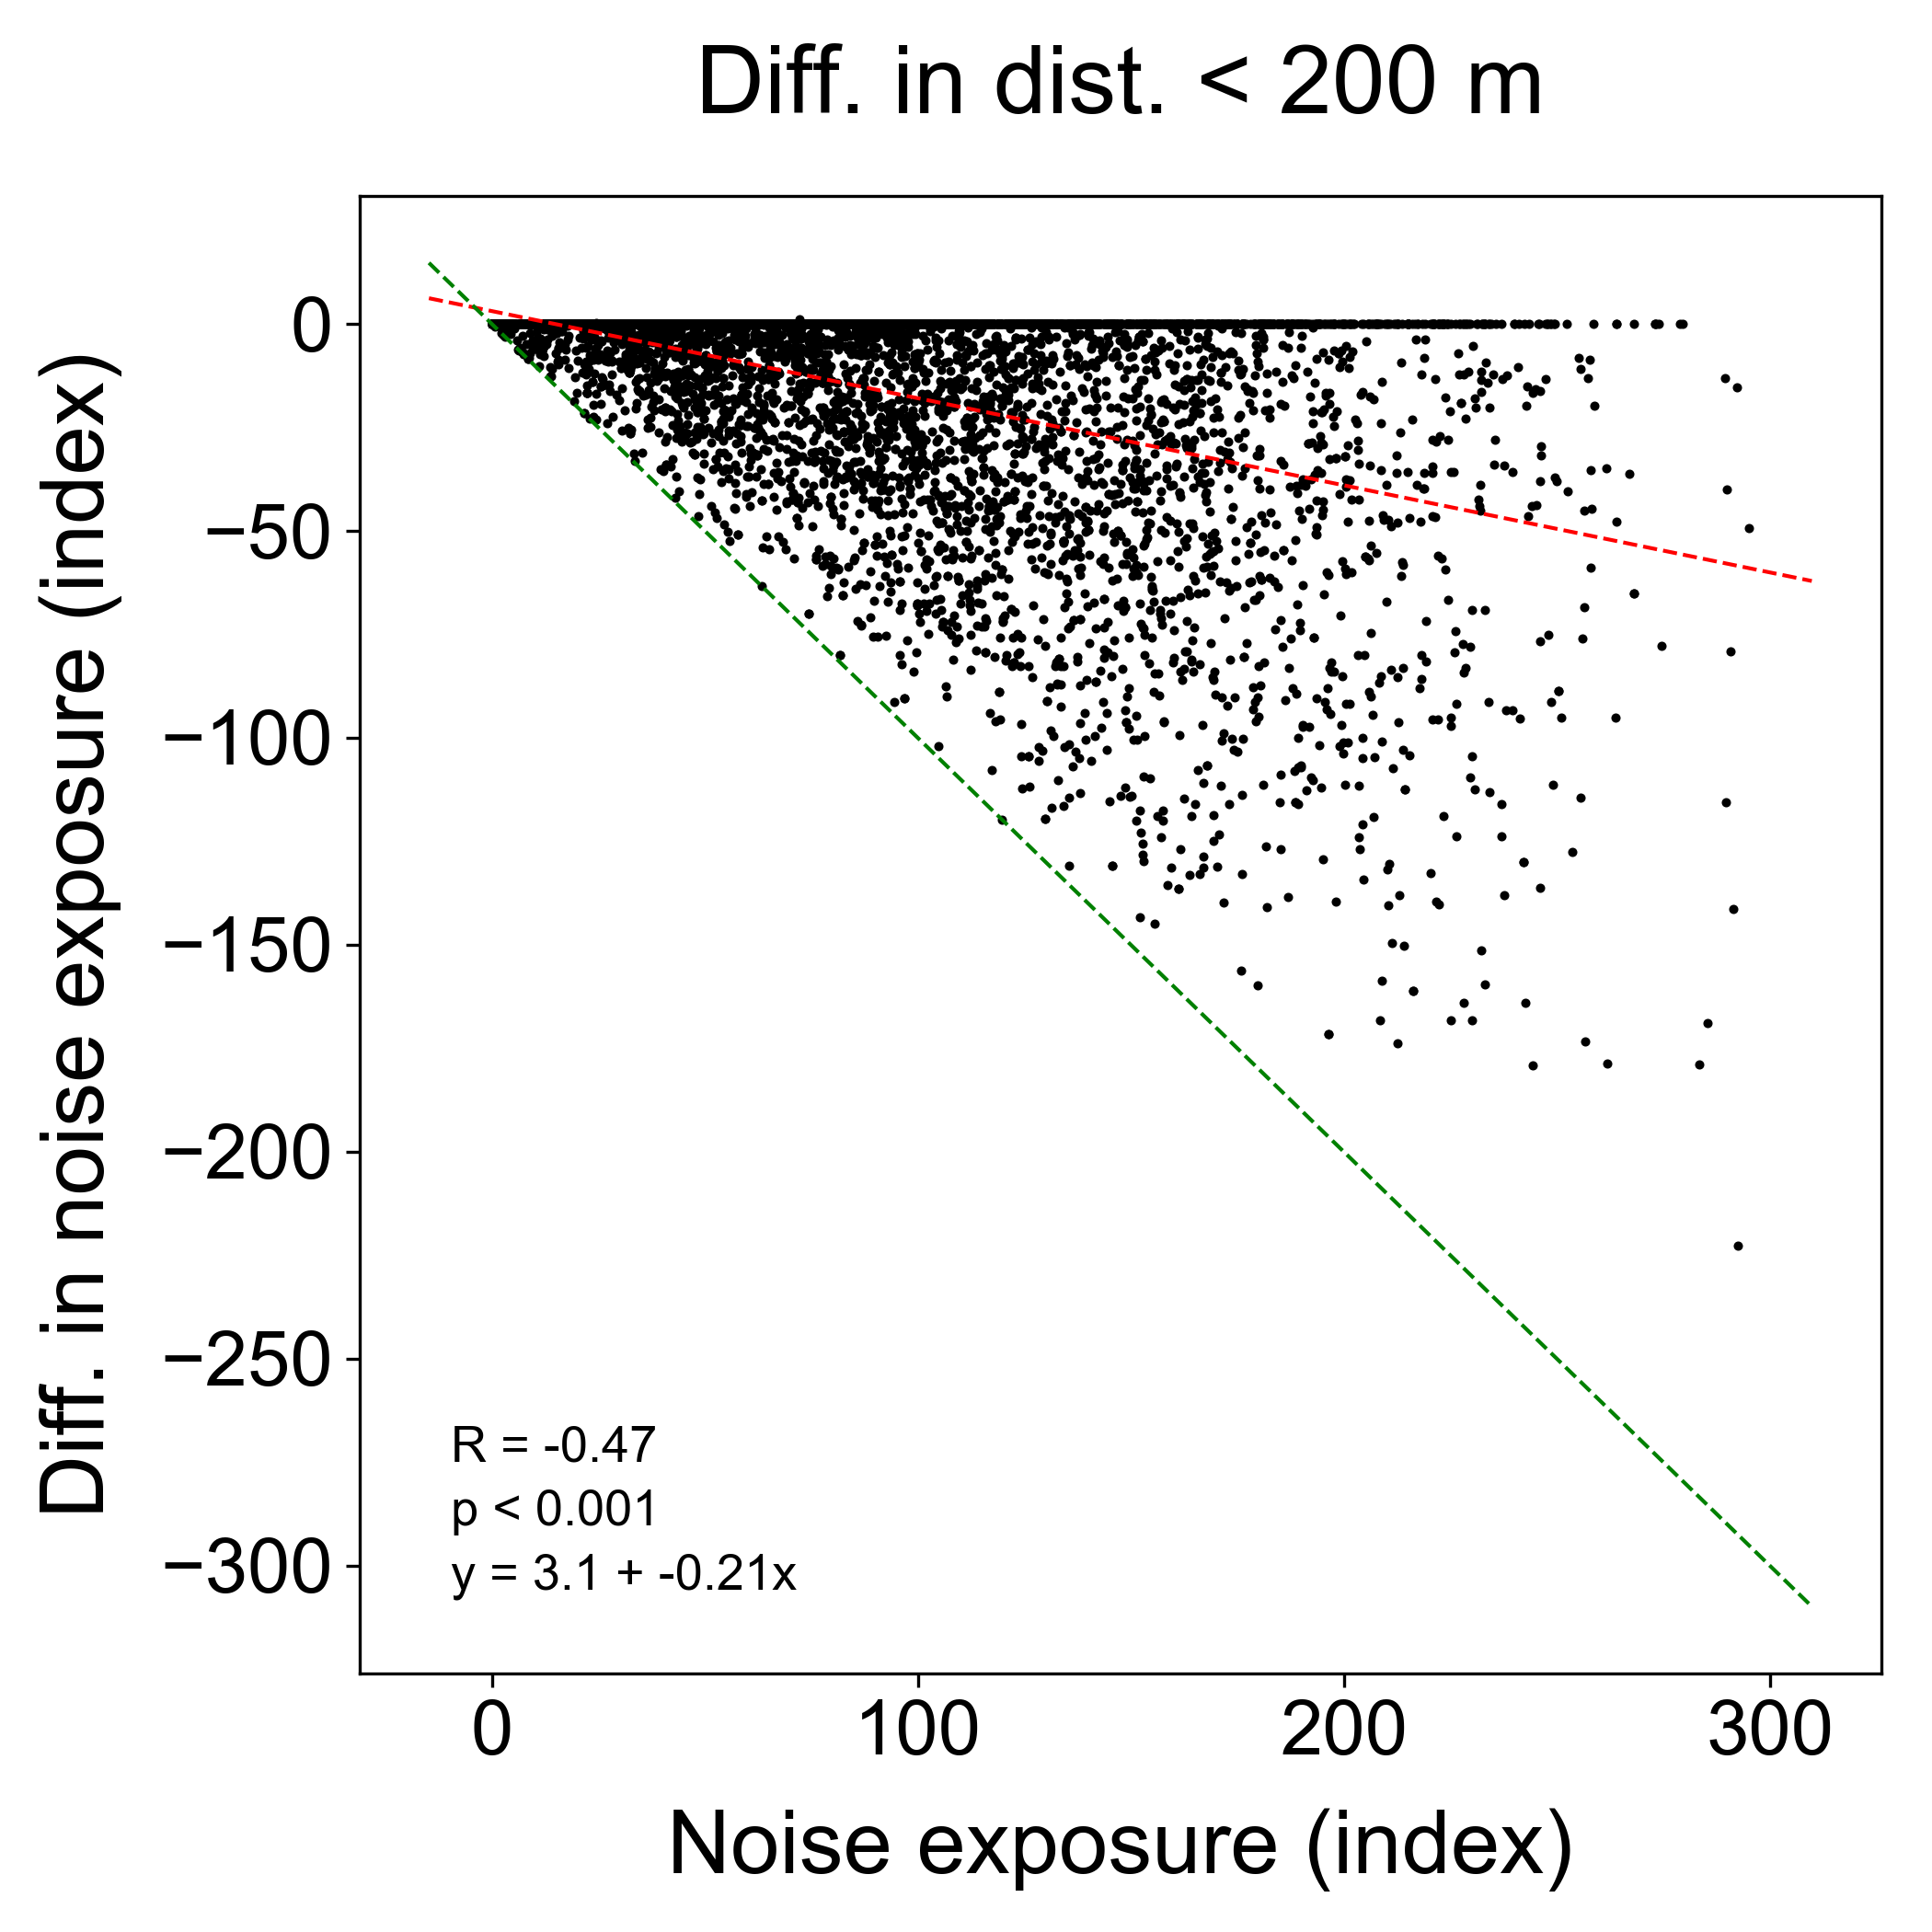 Diff. in dist. < 200 m
Diff. in noise exposure (index)
0
−50
−100
−150
−200
−250
−300
R = -0.47
p < 0.001
y = 3.1 + -0.21x
0 100 200 300
Noise exposure (index)